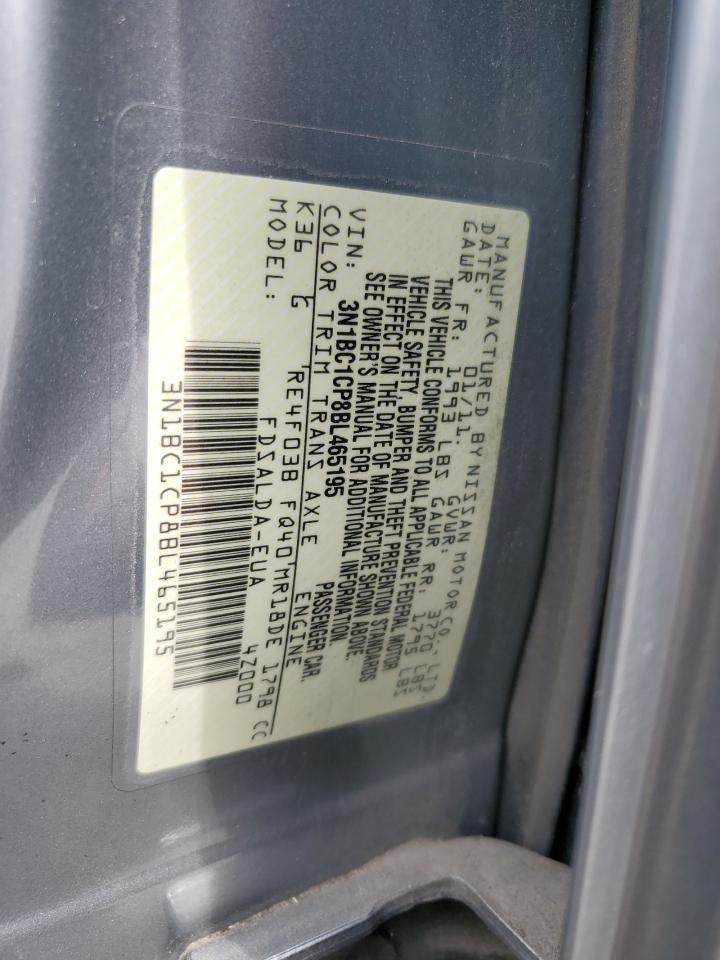 MANUFACTURED BY NISSAN MOTOR CO., LTD.
DATE: 01/11. GVWR: 3770 LBS
GAWR FR: 1993 LBS GAWR RR: 1795 LBS
THIS VEHICLE CONFORMS TO ALL APPLICABLE FEDERAL MOTOR
VEHICLE SAFETY, BUMPER AND THEFT PREVENTION STANDARDS
IN EFFECT ON THE DATE OF MANUFACTURE SHOWN ABOVE.
SEE OWNER'S MANUAL FOR ADDITIONAL INFORMATION.
VIN: 3N1BC1CP8BL465195 PASSENGER CAR.
COLOR TRIM TRANS AXLE ENGINE
K36 G RE4F03B FQ40 MR18DE 1798 CC
MODEL: FDSALDA-EUA 4Z000
3N1BC1CP8BL465195